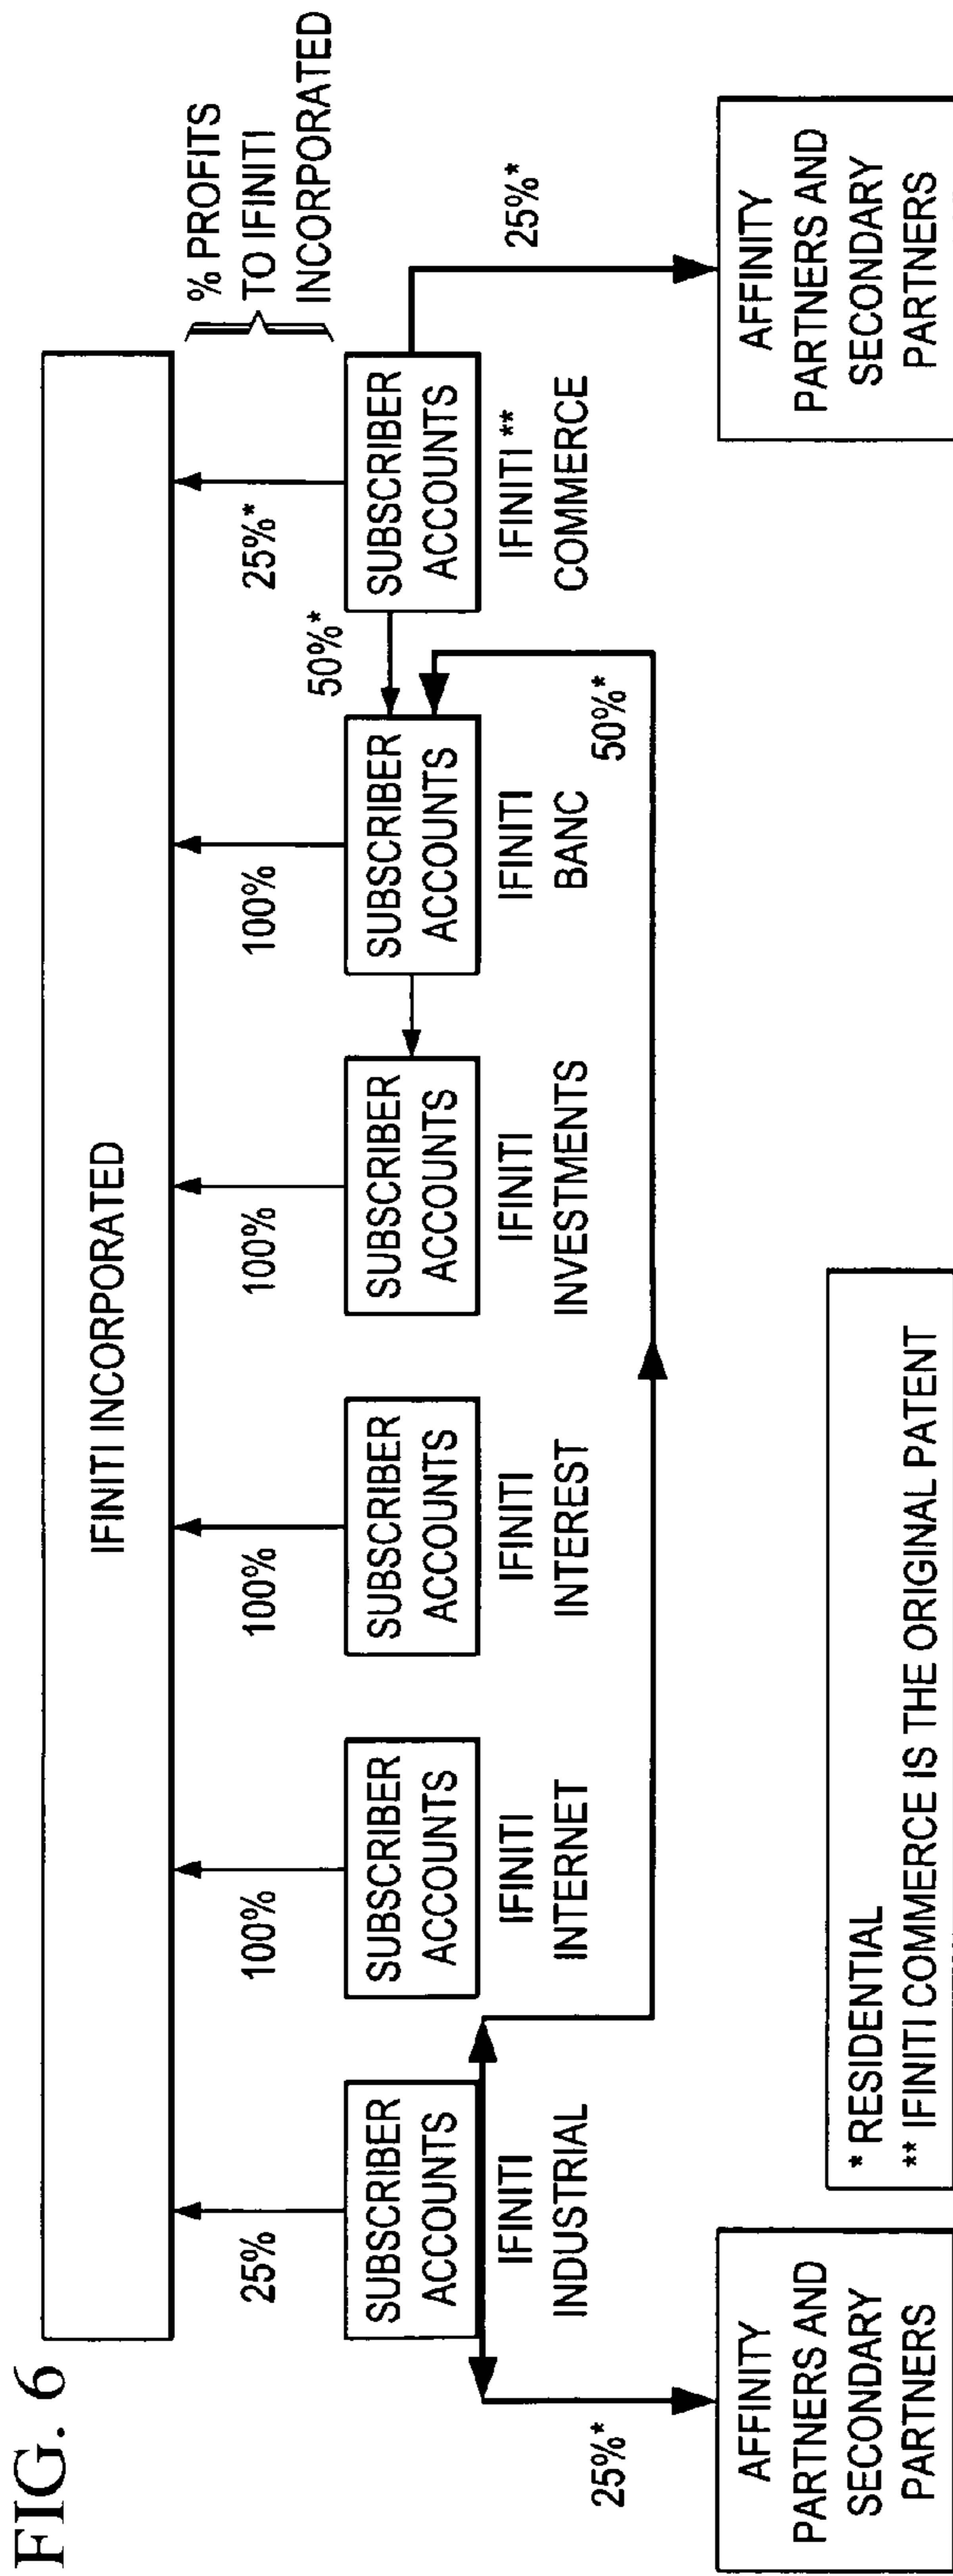 FIG. 6
IFINITI INCORPORATED
25%
100%
100%
100%
100%
25%*
% PROFITS
TO IFINITI
INCORPORATED
SUBSCRIBER
ACCOUNTS
IFINITI
INDUSTRIAL
SUBSCRIBER
ACCOUNTS
IFINITI
INTERNET
SUBSCRIBER
ACCOUNTS
IFINITI
INTEREST
SUBSCRIBER
ACCOUNTS
IFINITI
INVESTMENTS
SUBSCRIBER
ACCOUNTS
IFINITI
BANC
50%*
SUBSCRIBER
ACCOUNTS
IFINITI **
COMMERCE
25%*
50%*
25%*
AFFINITY
PARTNERS AND
SECONDARY
PARTNERS
* RESIDENTIAL
** IFINITI COMMERCE IS THE ORIGINAL PATENT
AFFINITY
PARTNERS AND
SECONDARY
PARTNERS